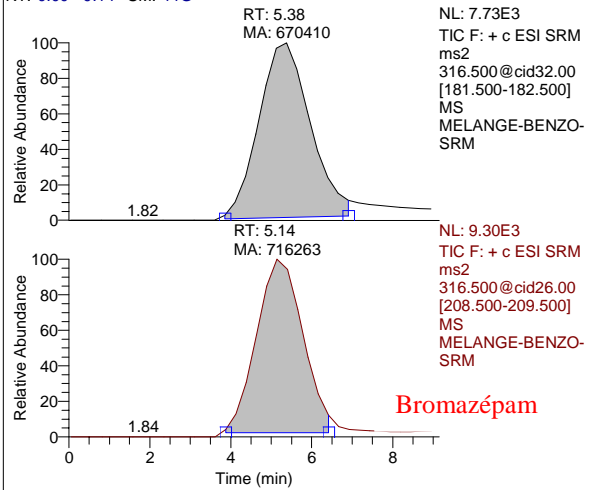 RT: 5.38
MA: 670410
NL: 7.73E3
TIC F: + c ESI SRM
ms2
316.500@cid32.00
[181.500-182.500]
MS
MELANGE-BENZO-
SRM
100
80
60
40
20
0
Relative Abundance
1.82
RT: 5.14
MA: 716263
NL: 9.30E3
TIC F: + c ESI SRM
ms2
316.500@cid26.00
[208.500-209.500]
MS
MELANGE-BENZO-
SRM
100
80
60
40
20
0
Relative Abundance
1.84
Bromazépam
0 2 4 6 8
Time (min)